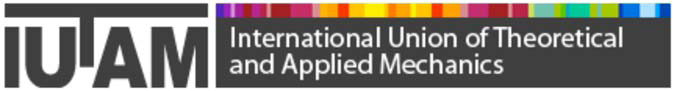 IUTAM
International Union of Theoretical
and Applied Mechanics